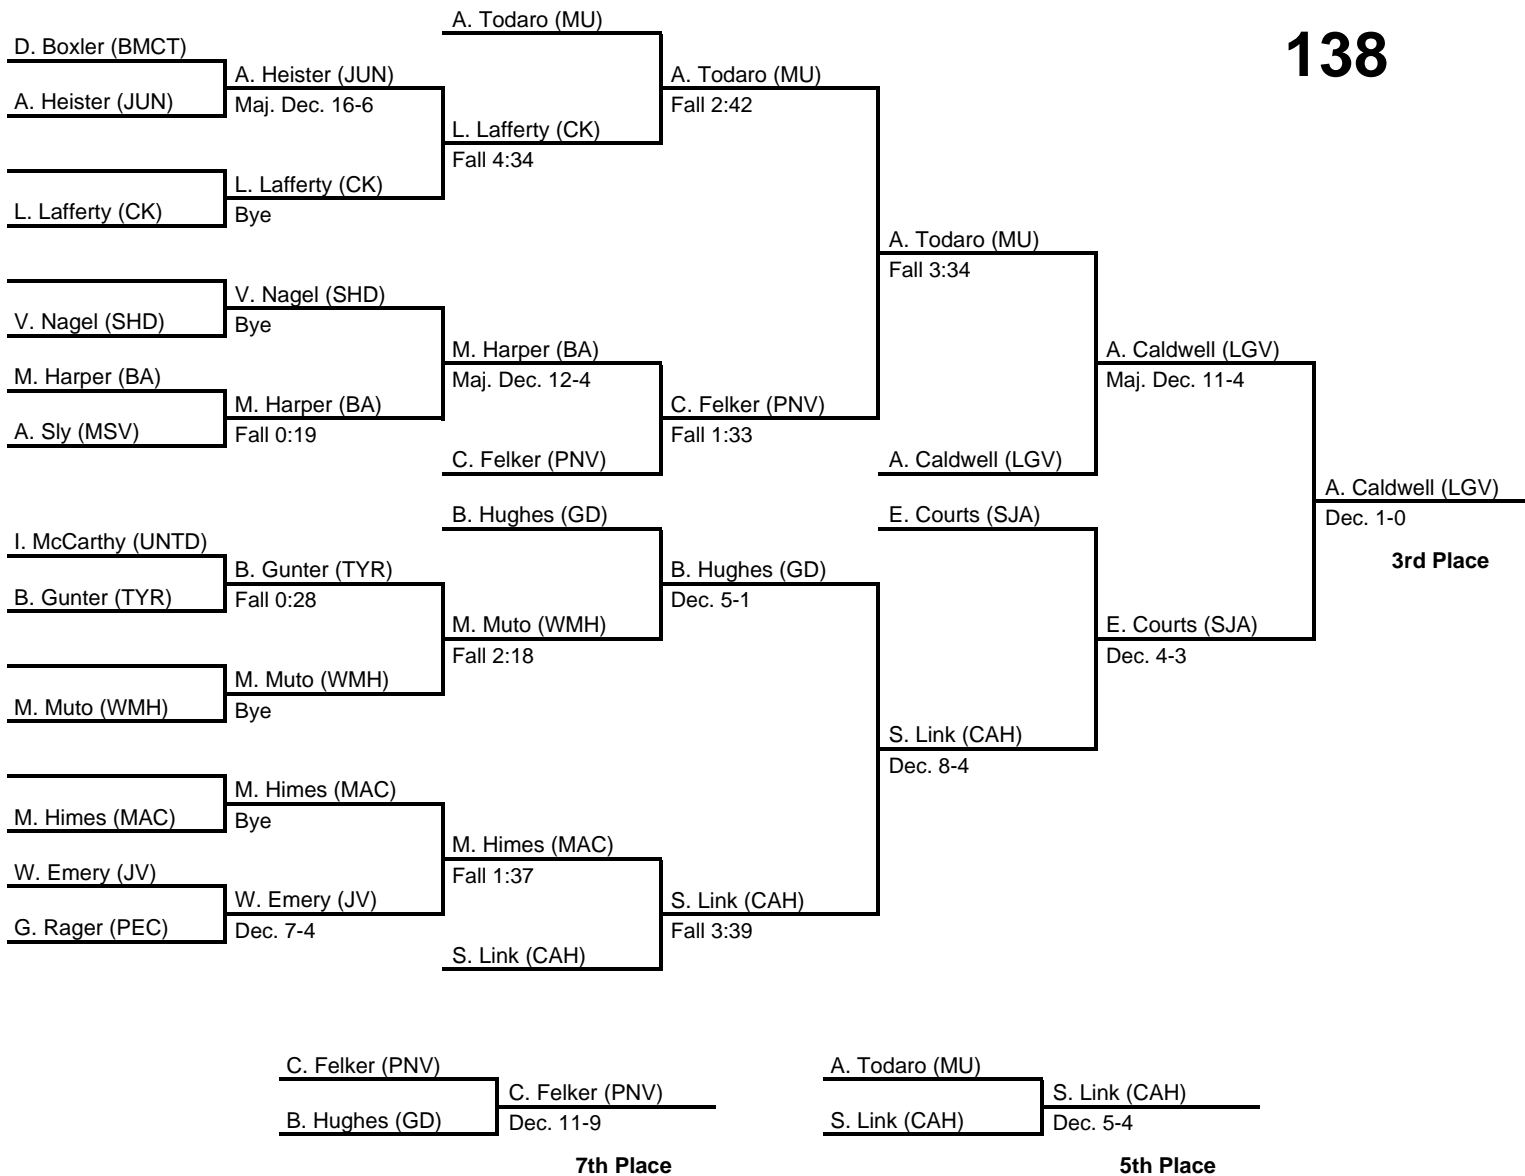 138
D. Boxler (BMCT)
A. Heister (JUN)
L. Lafferty (CK)
V. Nagel (SHD)
M. Harper (BA)
A. Sly (MSV)
I. McCarthy (UNTD)
B. Gunter (TYR)
M. Muto (WMH)
M. Himes (MAC)
W. Emery (JV)
G. Rager (PEC)
A. Heister (JUN)
Maj. Dec. 16-6
L. Lafferty (CK)
Bye
V. Nagel (SHD)
Bye
M. Harper (BA)
Fall 0:19
B. Gunter (TYR)
Fall 0:28
M. Muto (WMH)
Bye
M. Himes (MAC)
Bye
W. Emery (JV)
Dec. 7-4
A. Todaro (MU)
L. Lafferty (CK)
Fall 4:34
M. Harper (BA)
Maj. Dec. 12-4
C. Felker (PNV)
B. Hughes (GD)
M. Muto (WMH)
Fall 2:18
M. Himes (MAC)
Fall 1:37
S. Link (CAH)
A. Todaro (MU)
Fall 2:42
C. Felker (PNV)
Fall 1:33
B. Hughes (GD)
Dec. 5-1
S. Link (CAH)
Fall 3:39
A. Todaro (MU)
Fall 3:34
A. Caldwell (LGV)
E. Courts (SJA)
S. Link (CAH)
Dec. 8-4
A. Caldwell (LGV)
Maj. Dec. 11-4
E. Courts (SJA)
Dec. 4-3
A. Caldwell (LGV)
Dec. 1-0
3rd Place
C. Felker (PNV)
B. Hughes (GD)
C. Felker (PNV)
Dec. 11-9
7th Place
A. Todaro (MU)
S. Link (CAH)
S. Link (CAH)
Dec. 5-4
5th Place